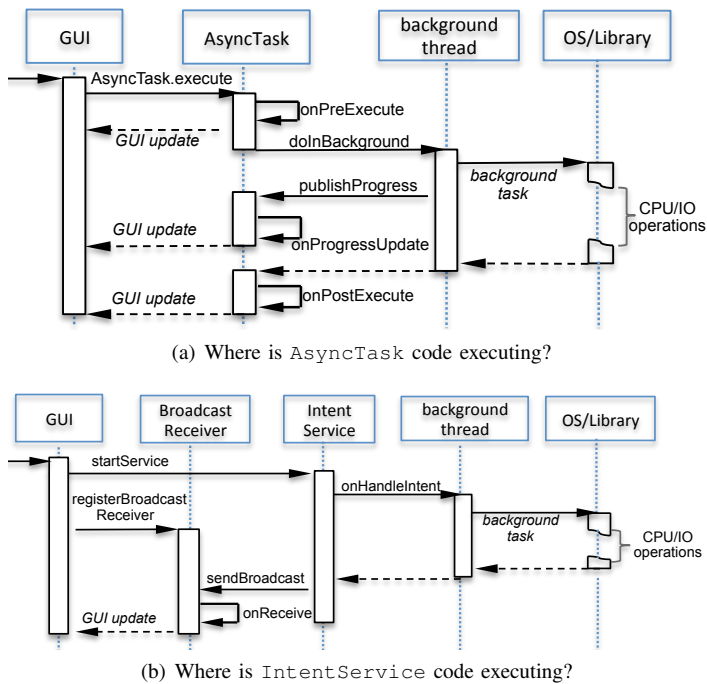 GUI
AsyncTask
background
thread
OS/Library
AsyncTask.execute
onPreExecute
GUI update
doInBackground
background
task
publishProgress
CPU/IO
operations
onProgressUpdate
GUI update
onPostExecute
GUI update
(a) Where is AsyncTask code executing?
GUI
Broadcast
Receiver
Intent
Service
background
thread
OS/Library
startService
onHandleIntent
registerBroadcast
Receiver
background
task
CPU/IO
operations
sendBroadcast
onReceive
GUI update
(b) Where is IntentService code executing?